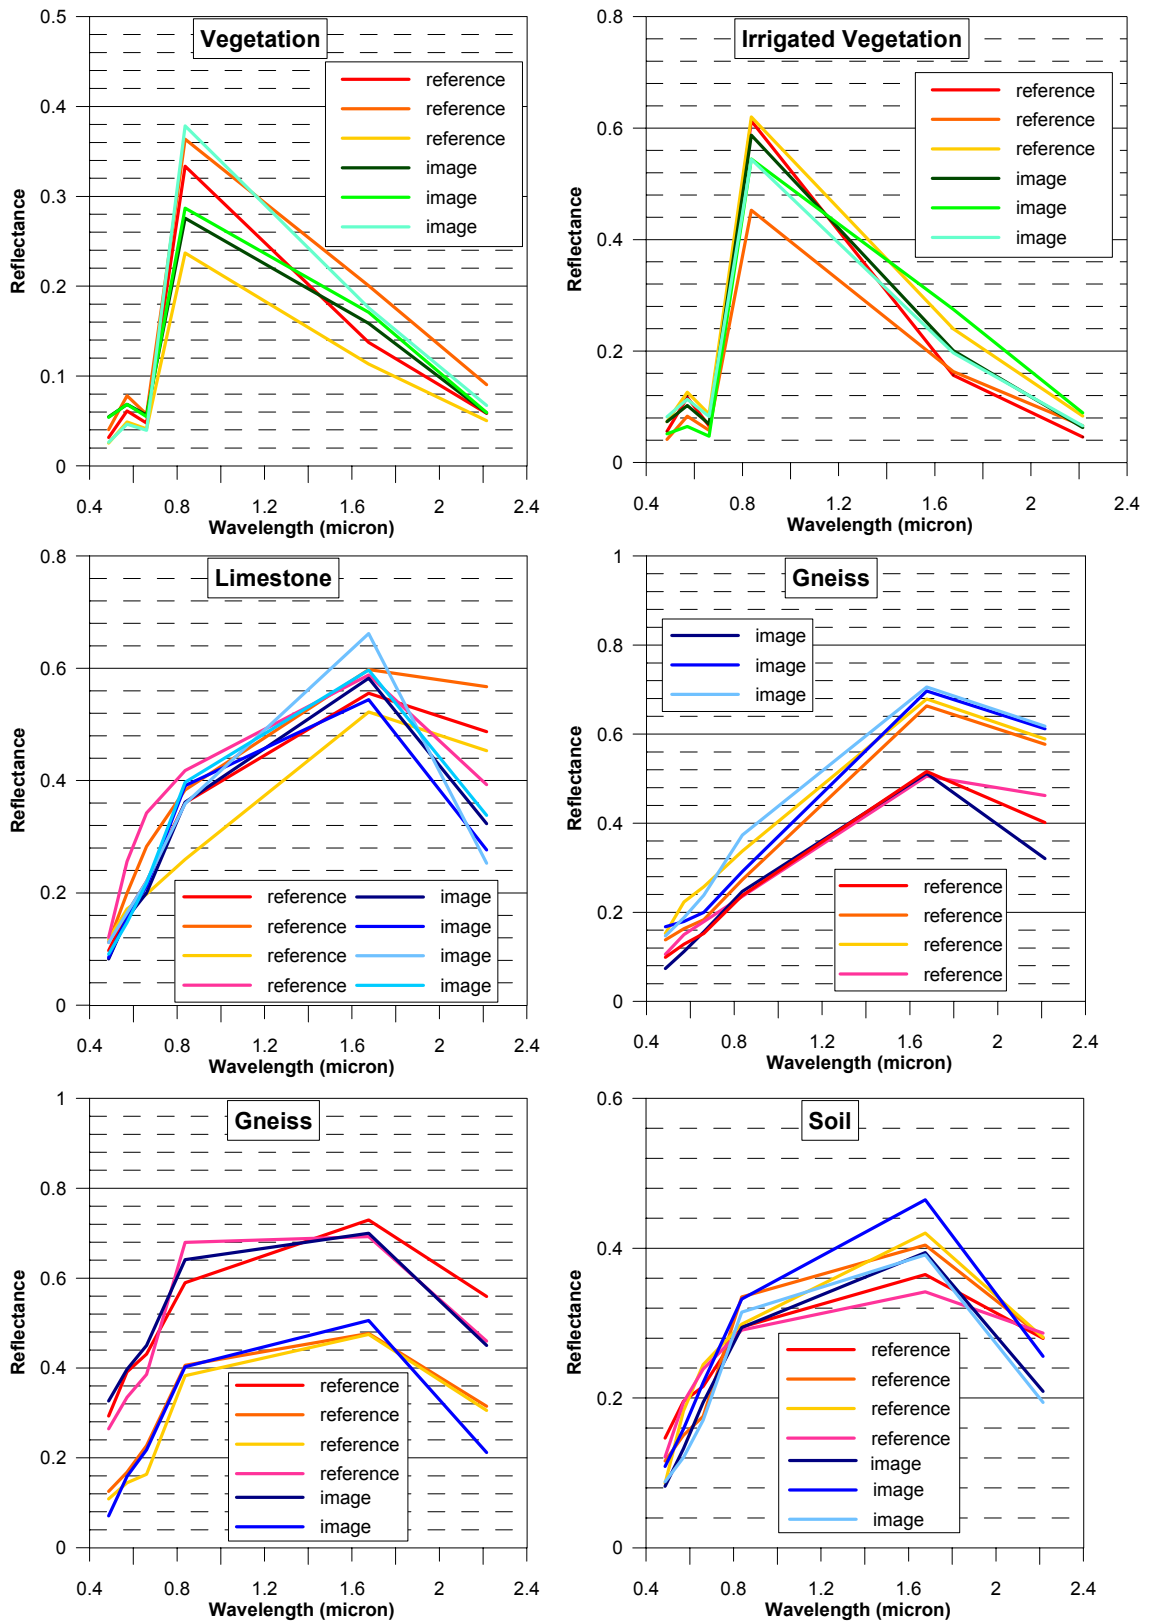 Vegetation
0.5
0.4
0.3
0.2
0.1
0
Reflectance
reference
reference
reference
image
image
image
0.4 0.8 1.2 1.6 2 2.4
Wavelength (micron)
Irrigated Vegetation
0.8
0.6
0.4
0.2
0
Reflectance
reference
reference
reference
image
image
image
0.4 0.8 1.2 1.6 2 2.4
Wavelength (micron)
Limestone
0.8
0.6
0.4
0.2
0
Reflectance
reference image
reference image
reference image
reference image
0.4 0.8 1.2 1.6 2 2.4
Wavelength (micron)
Gneiss
1
0.8
0.6
0.4
0.2
0
Reflectance
image
image
image
reference
reference
reference
reference
0.4 0.8 1.2 1.6 2 2.4
Wavelength (micron)
Gneiss
1
0.8
0.6
0.4
0.2
0
Reflectance
reference
reference
reference
reference
image
image
0.4 0.8 1.2 1.6 2 2.4
Wavelength (micron)
Soil
0.6
0.4
0.2
0
Reflectance
reference
reference
reference
reference
image
image
image
0.4 0.8 1.2 1.6 2 2.4
Wavelength (micron)